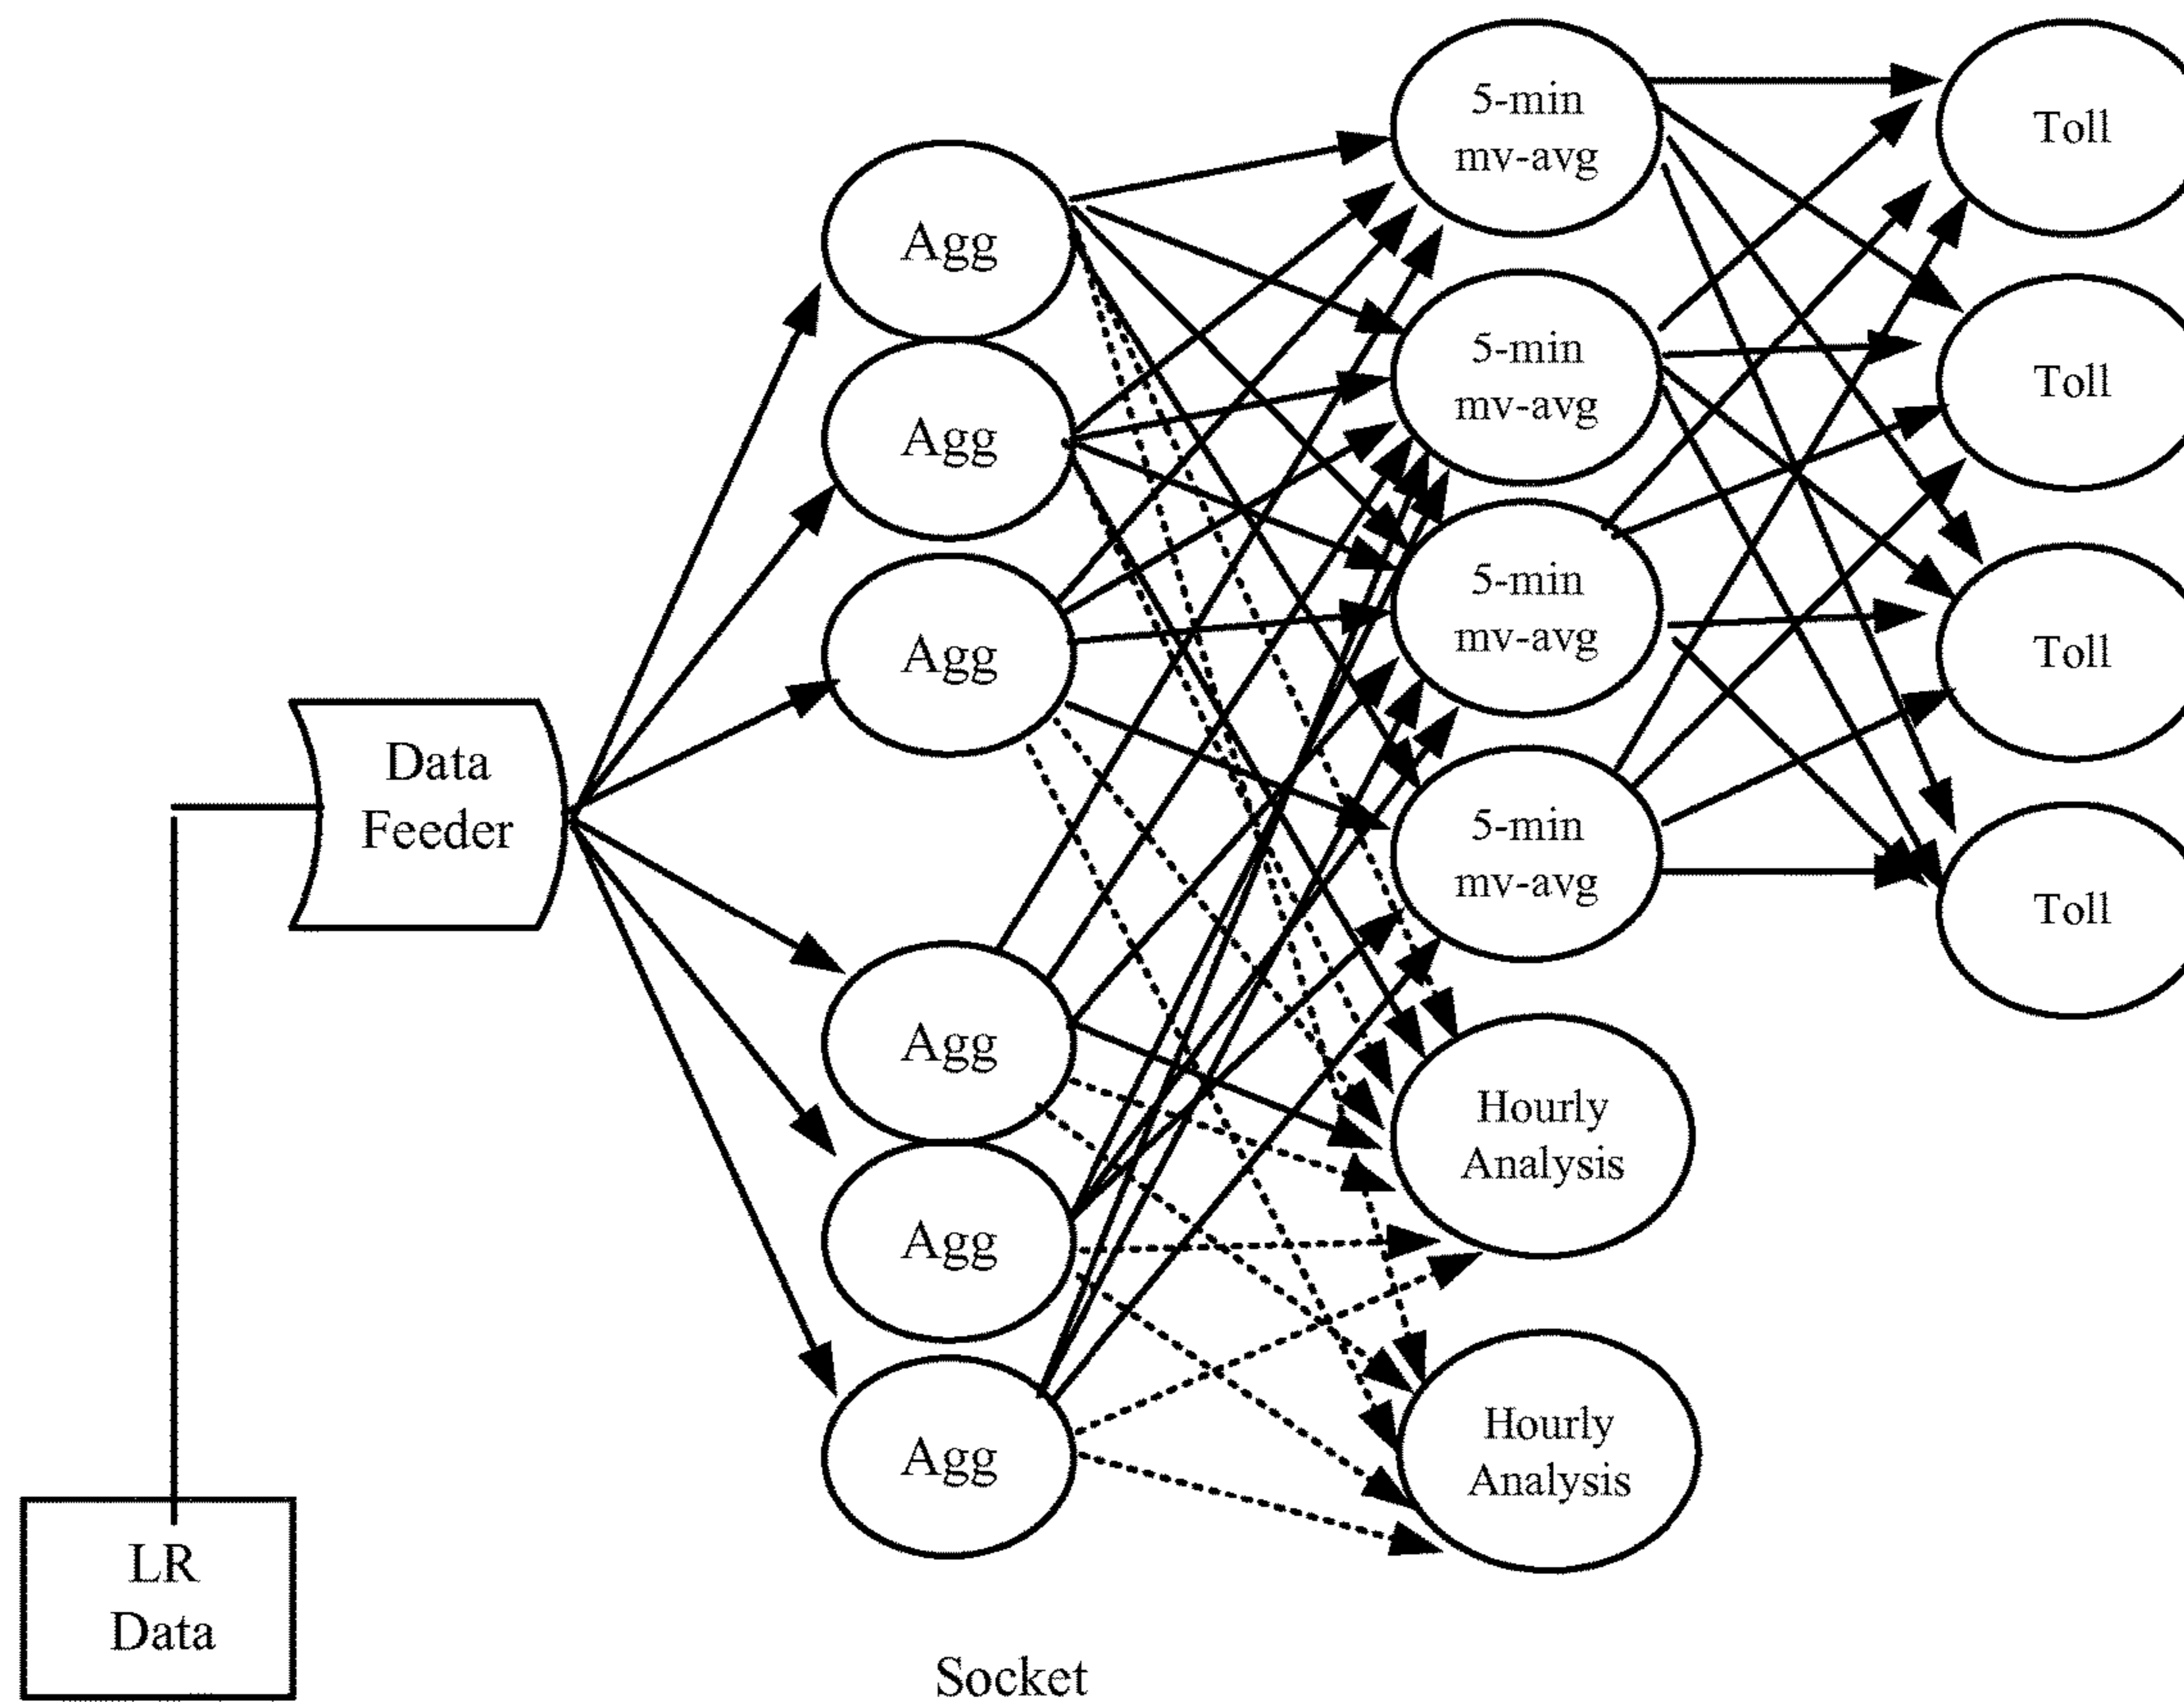 Data
Feeder
LR
Data
Agg
Agg
Agg
Agg
Agg
Agg
Socket
5-min
mv-avg
5-min
mv-avg
5-min
mv-avg
5-min
mv-avg
Hourly
Analysis
Hourly
Analysis
Toll
Toll
Toll
Toll